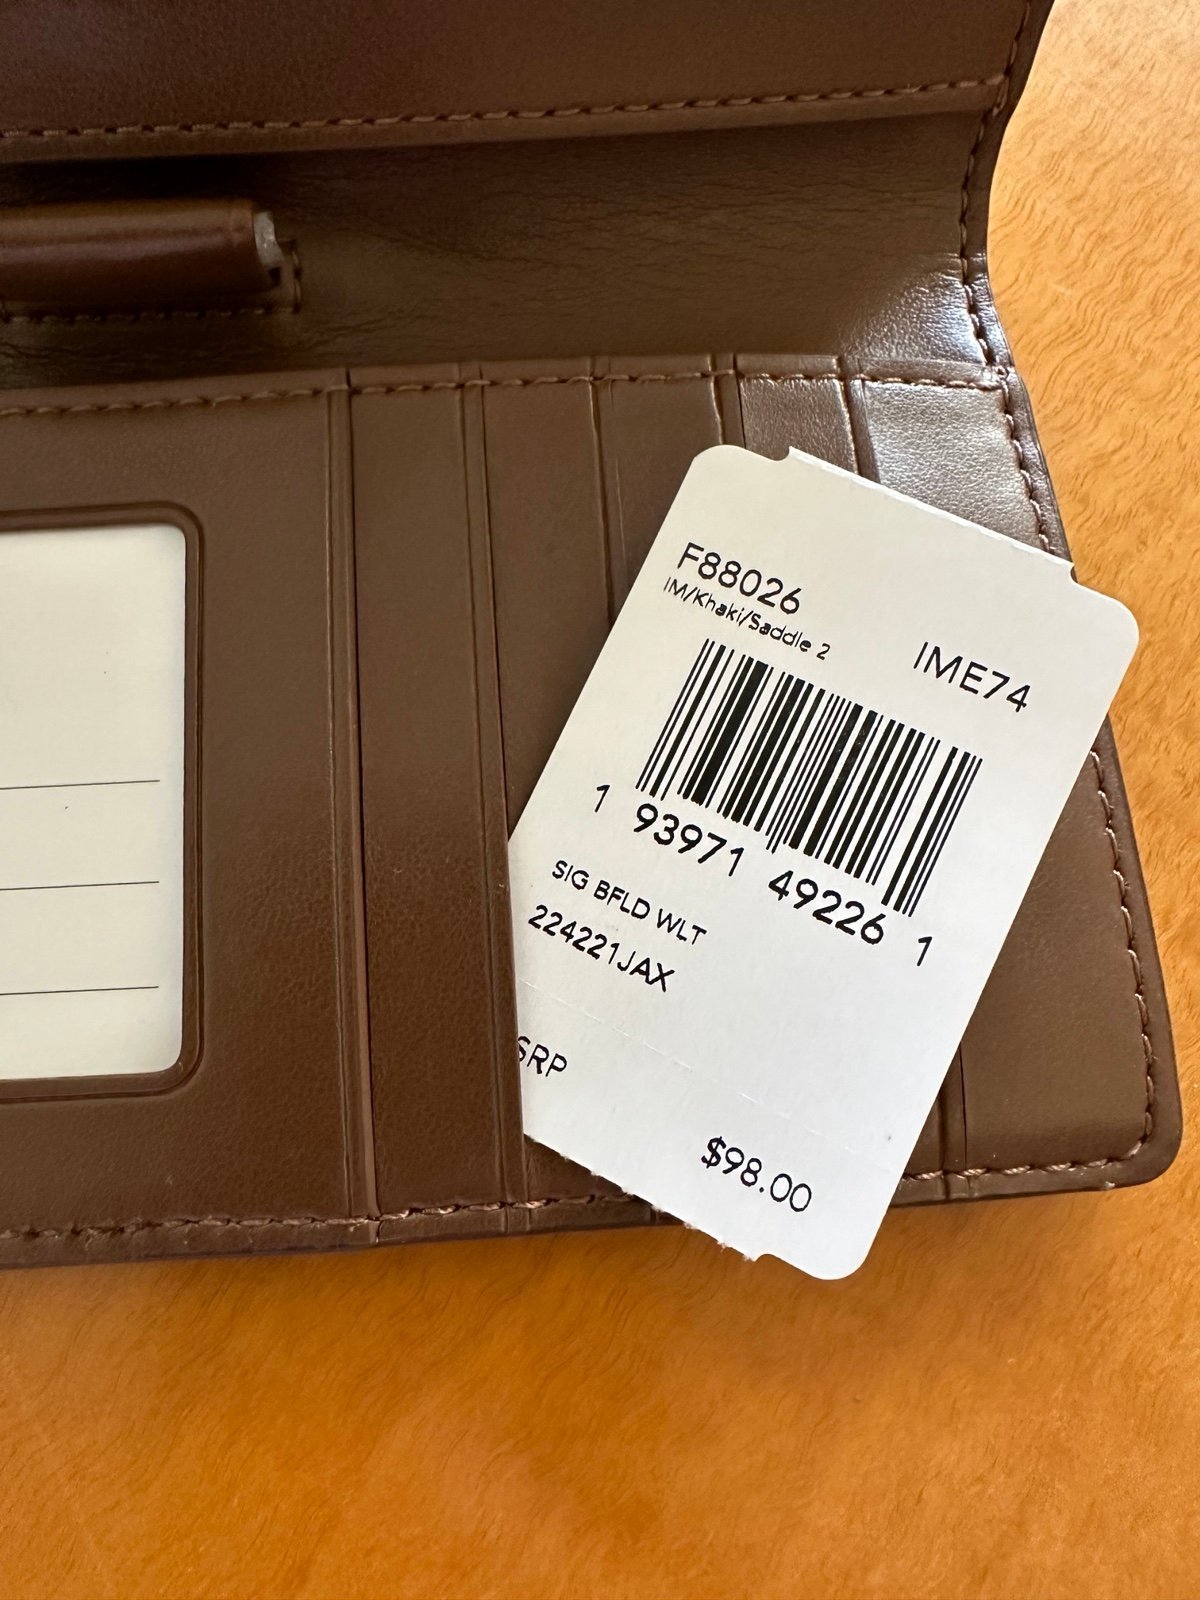 F88026
IM/Khaki/Saddle 2
IME74
1 93971 49226 1
SIG BFLD WLT
224221JAX
SRP
$98.00